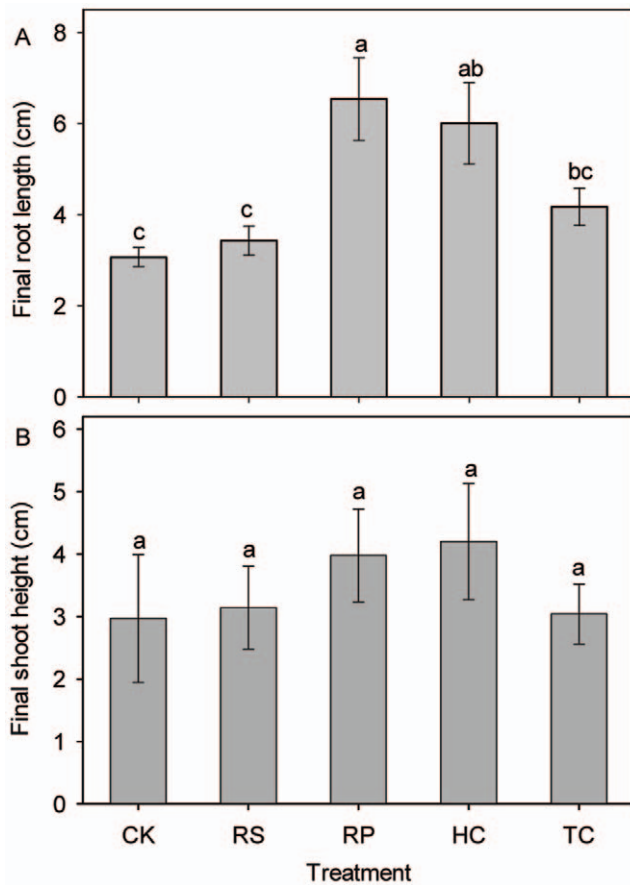 A
Final root length (cm)
8
6
4
2
0
c
c
a
ab
bc
B
Final shoot height (cm)
6
5
4
3
2
1
0
a
a
a
a
a
CK RS RP HC TC
Treatment